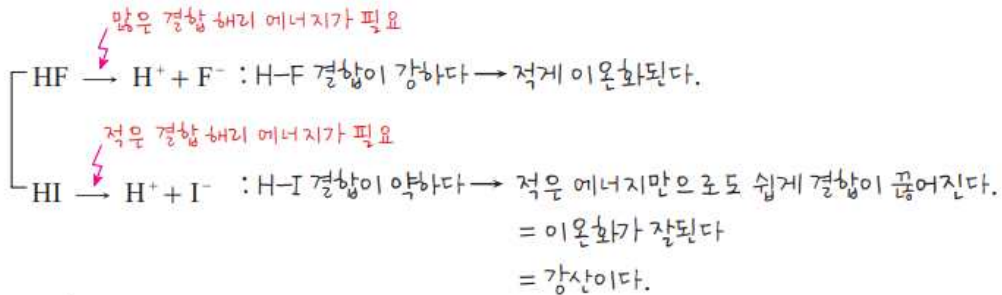 많은 결합 해리 에너지가 필요
HF → H⁺ + F⁻ : H-F 결합이 강하다 → 적게 이온화된다.
적은 결합 해리 에너지가 필요
HI → H⁺ + I⁻ : H-I 결합이 약하다 → 적은 에너지만으로도 쉽게 결합이 끊어진다.
= 이온화가 잘된다
= 강산이다.